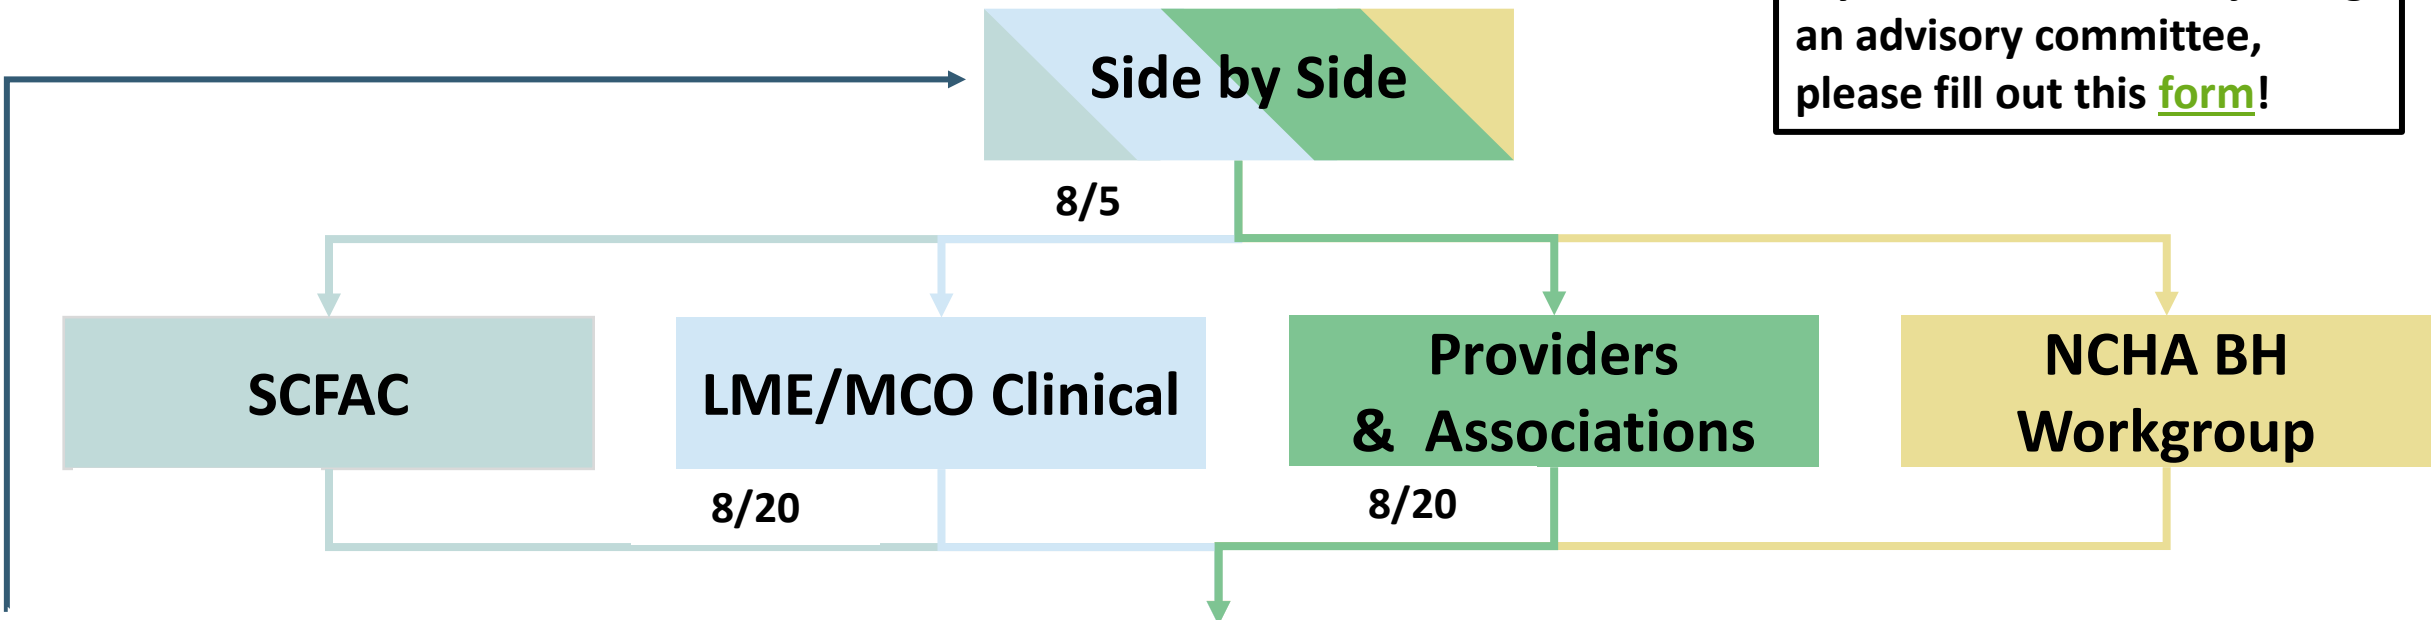 an advisory committee,
please fill out this form!
Side by Side
8/5
SCFAC
LME/MCO Clinical
Providers
& Associations
NCHA BH
Workgroup
8/20
8/20